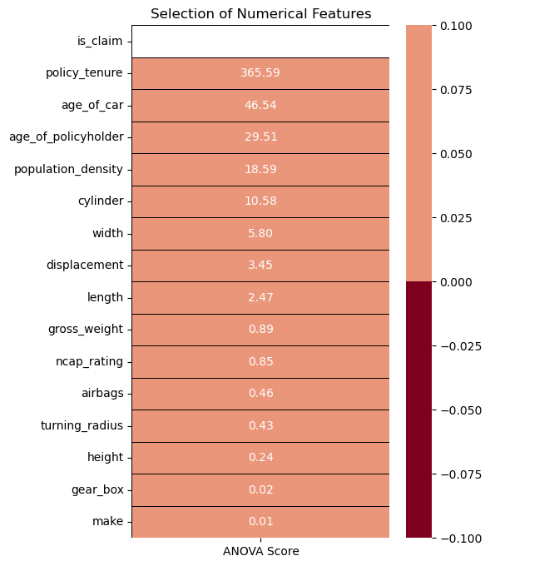 Selection of Numerical Features
is_claim
policy_tenure 365.59
age_of_car 46.54
age_of_policyholder 29.51
population_density 18.59
cylinder 10.58
width 5.80
displacement 3.45
length 2.47
gross_weight 0.89
ncap_rating 0.85
airbags 0.46
turning_radius 0.43
height 0.24
gear_box 0.02
make 0.01
ANOVA Score
0.100
0.075
0.050
0.025
0.000
−0.025
−0.050
−0.075
−0.100